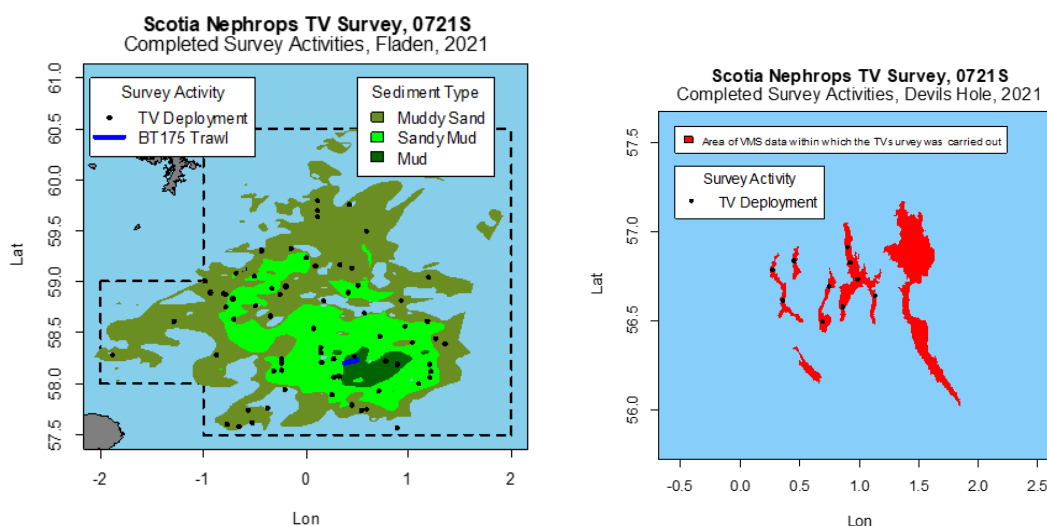 Scotia Nephrops TV Survey, 0721S
Completed Survey Activities, Fladen, 2021
Survey Activity
TV Deployment
BT175 Trawl
Sediment Type
Muddy Sand
Sandy Mud
Mud
61.0
60.5
60.0
59.5
59.0
58.5
58.0
57.5
Lat
-2
-1
0
1
2
Lon
Scotia Nephrops TV Survey, 0721S
Completed Survey Activities, Devils Hole, 2021
Area of VMS data within which the TVs survey was carried out
Survey Activity
TV Deployment
57.5
57.0
56.5
56.0
Lat
-0.5
0.0
0.5
1.0
1.5
2.0
2.5
Lon